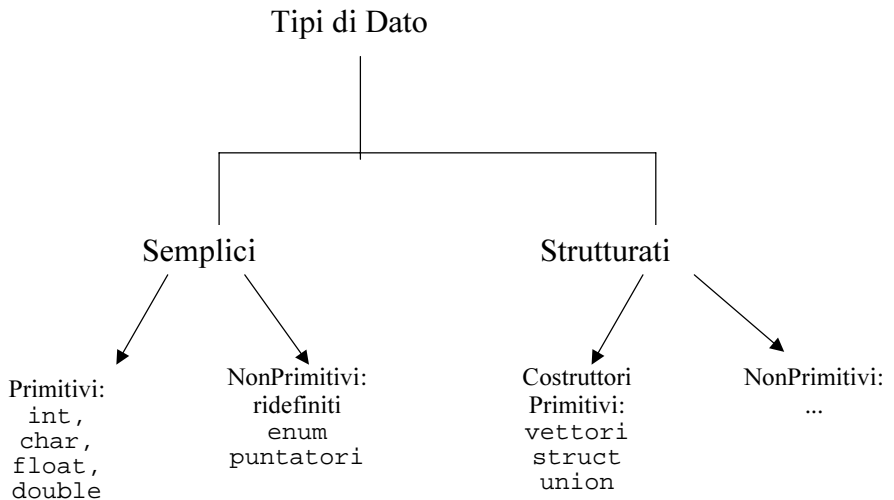 Tipi di Dato
Semplici
Strutturati
Primitivi:
int,
char,
float,
double
NonPrimitivi:
ridefiniti
enum
puntatori
Costruttori
Primitivi:
vettori
struct
union
NonPrimitivi:
...